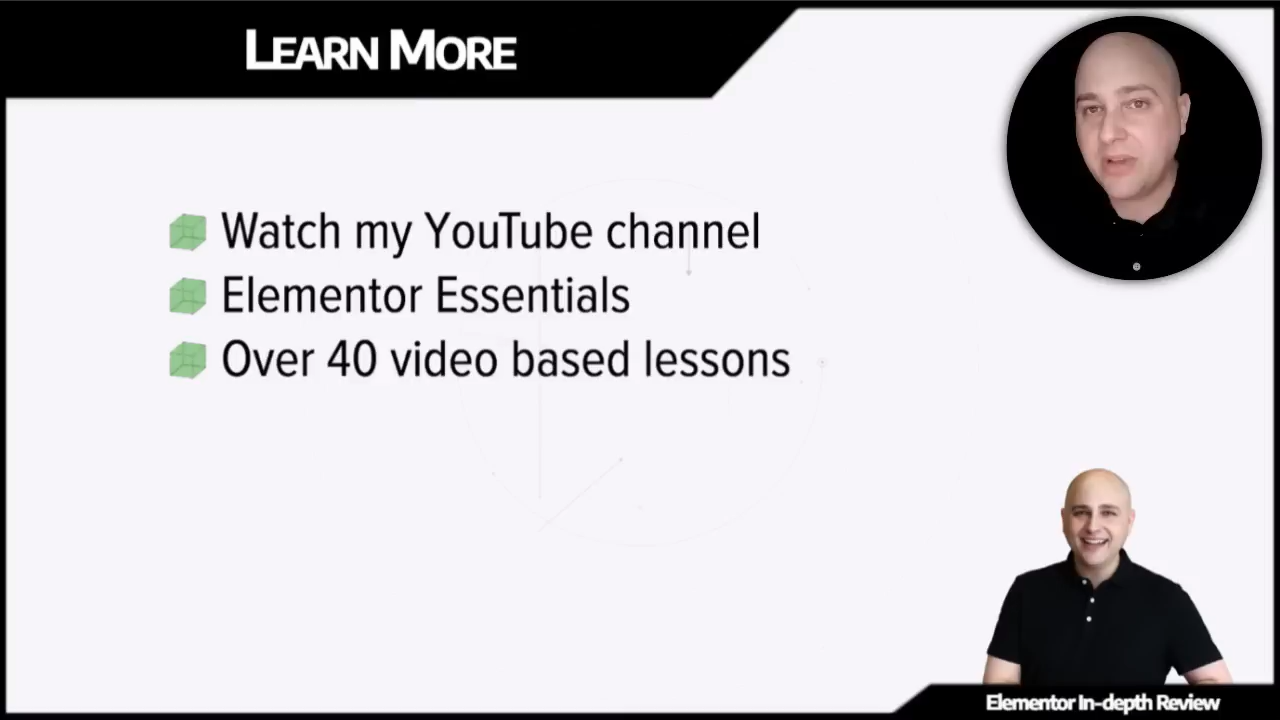 LEARN MORE
Watch my YouTube channel
Elementor Essentials
Over 40 video based lessons
Elementor In-depth Review